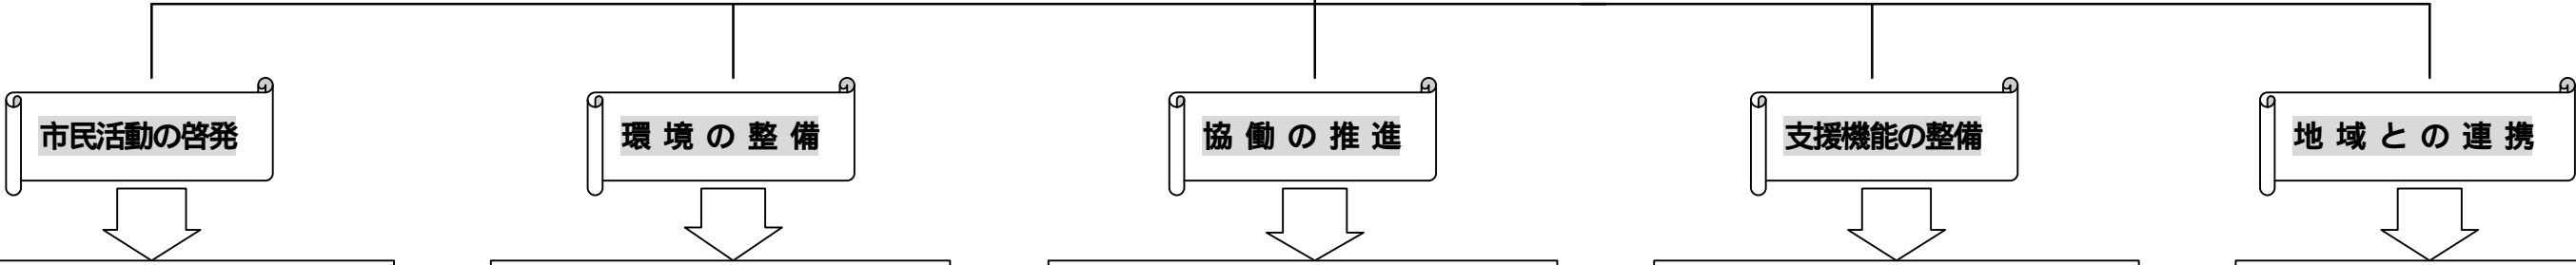 市民活動の啓発
環境の整備
協働の推進
支援機能の整備
地域との連携